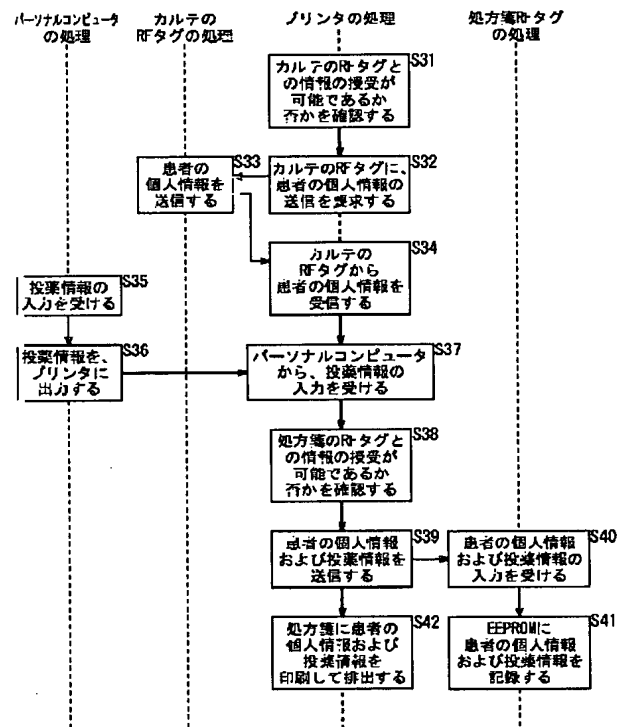 パーソナルコンピュータ
の処理
カルテの
RFタグの処理
プリンタの処理
処方箋RFタグ
の処理
S31
カルテのRFタグと
の情報の授受が
可能であるか
否かを確認する
S32
カルテのRFタグに、
患者の個人情報の
送信を要求する
S33
患者の
個人情報を
送信する
S34
カルテの
RFタグから
患者の個人情報を
受信する
S35
投薬情報の
入力を受ける
S36
投薬情報を、
プリンタに
出力する
S37
パーソナルコンピュータ
から、投薬情報の
入力を受ける
S38
処方箋のRFタグと
の情報の授受が
可能であるか
否かを確認する
S39
患者の個人情報
および投薬情報を
送信する
S40
患者の個人情報
および投薬情報の
入力を受ける
S42
処方箋に患者の
個人情報および
投薬情報を
印刷して排出する
S41
EEPROMに
患者の個人情報
および投薬情報を
記録する